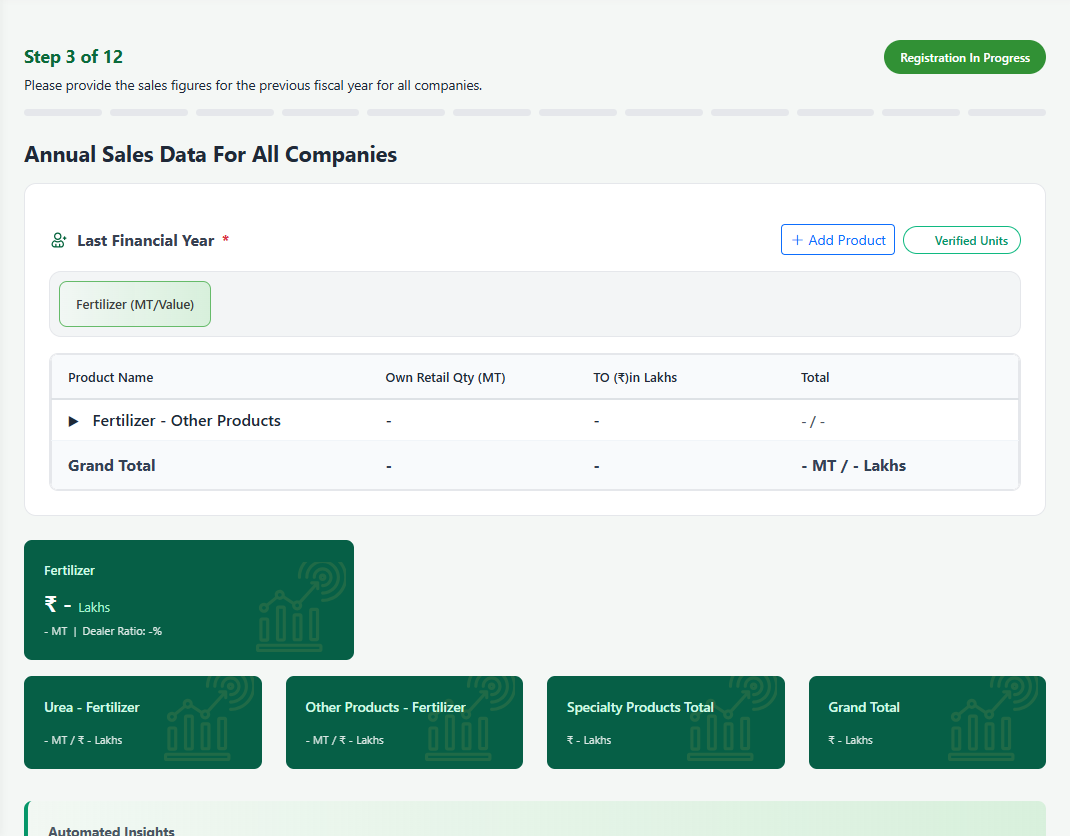 Step 3 of 12
Registration In Progress
Please provide the sales figures for the previous fiscal year for all companies.
Annual Sales Data For All Companies
Last Financial Year *
+ Add Product
Verified Units
Fertilizer (MT/Value)
Product Name
Own Retail Qty (MT)
TO (₹)in Lakhs
Total
▶ Fertilizer - Other Products
-
-
- / -
Grand Total
-
-
- MT / - Lakhs
Fertilizer
₹ - Lakhs
- MT | Dealer Ratio: -%
Urea - Fertilizer
- MT / ₹ - Lakhs
Other Products - Fertilizer
- MT / ₹ - Lakhs
Specialty Products Total
₹ - Lakhs
Grand Total
₹ - Lakhs
Automated Insights